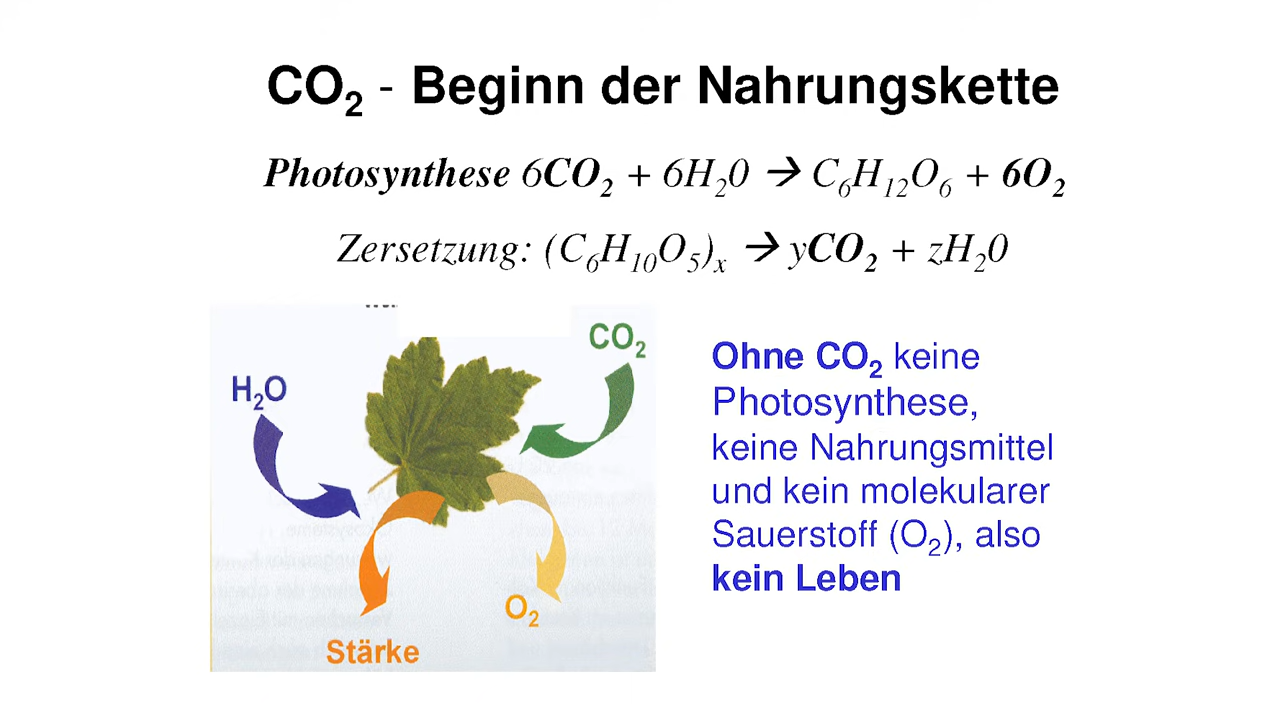 CO₂ - Beginn der Nahrungskette
Photosynthese 6CO₂ + 6H₂0 → C₆H₁₂O₆ + 6O₂
Zersetzung: (C₆H₁₀O₅)ₓ → yCO₂ + zH₂0
CO₂
H₂O
O₂
Stärke
Ohne CO₂ keine
Photosynthese,
keine Nahrungsmittel
und kein molekularer
Sauerstoff (O₂), also
kein Leben